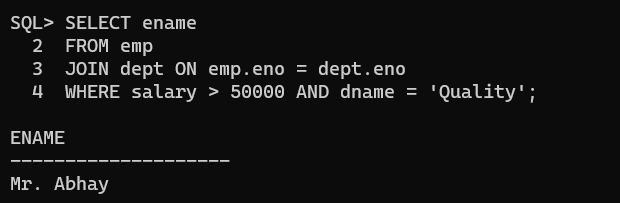 SQL> SELECT ename
  2  FROM emp
  3  JOIN dept ON emp.eno = dept.eno
  4  WHERE salary > 50000 AND dname = 'Quality';
ENAME
--------------------
Mr. Abhay